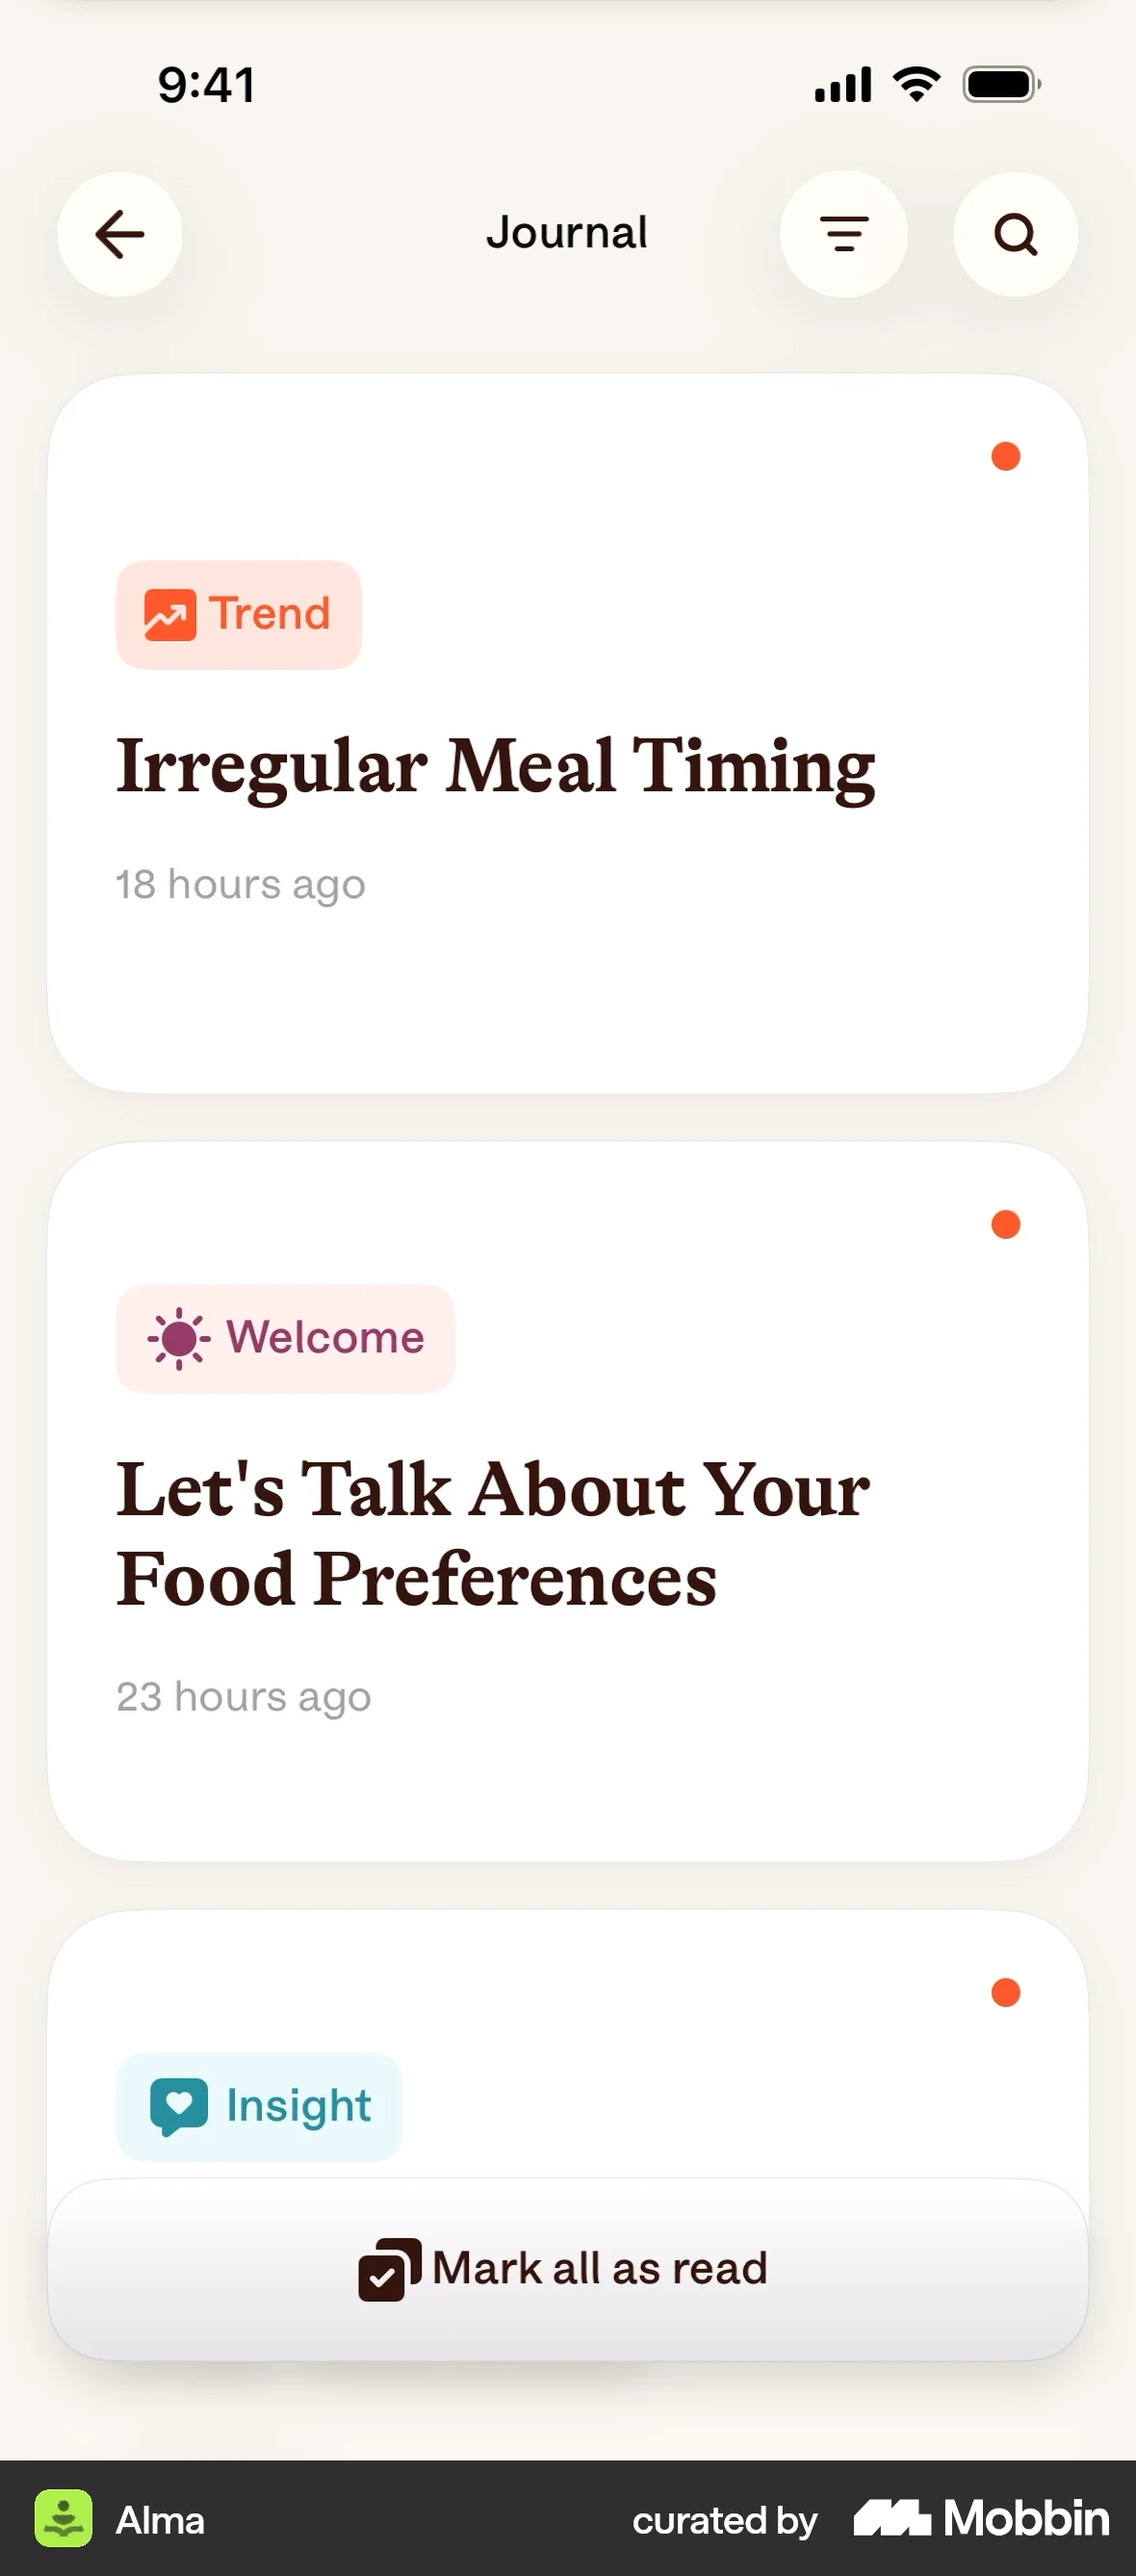 9:41
Journal
Trend
Irregular Meal Timing
18 hours ago
Welcome
Let's Talk About Your
Food Preferences
23 hours ago
Insight
Mark all as read
Alma
curated by Mobbin